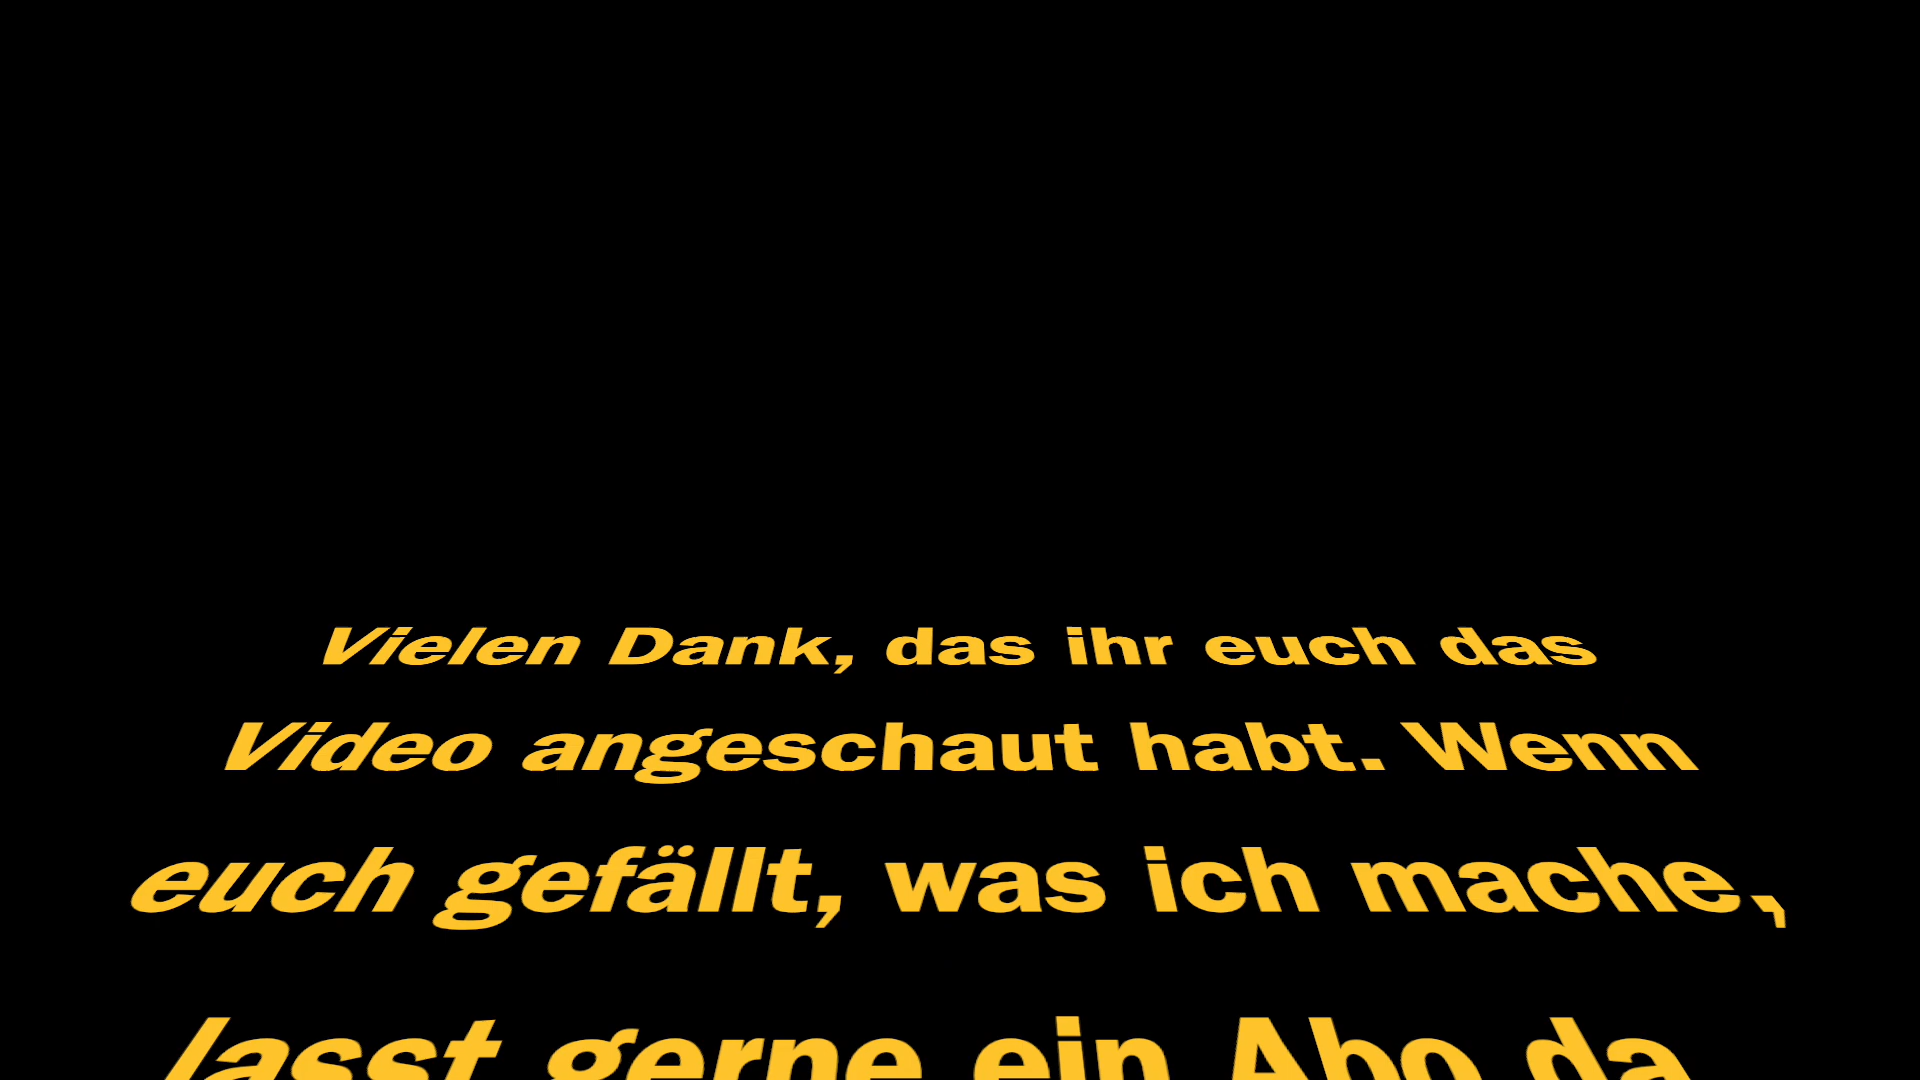 Vielen Dank, das ihr euch das
Video angeschaut habt. Wenn
euch gefällt, was ich mache,
lasst gerne ein Abo da